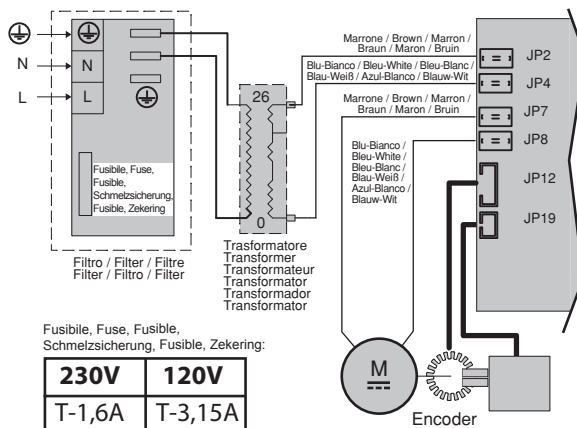 N
L
N
L
Fusibile, Fuse,
Fusible,
Schmelzsicherung,
Fusible, Zekering
Filtro / Filter / Filtre
Filter / Filtro / Filter
26
0
Trasformatore
Transformer
Transformateur
Transformator
Transformador
Transformator
Marrone / Brown / Marron /
Braun / Maron / Bruin
Blu-Bianco / Bleu-White / Bleu-Blanc /
Blau-Weiß / Azul-Blanco / Blauw-Wit
Marrone / Brown / Marron /
Braun / Maron / Bruin
Blu-Bianco /
Bleu-White /
Bleu-Blanc /
Blau-Weiß /
Azul-Blanco /
Blauw-Wit
JP2
JP4
JP7
JP8
JP12
JP19
M
Encoder
Fusibile, Fuse, Fusible,
Schmelzsicherung, Fusible, Zekering:
230V 120V
T-1,6A T-3,15A